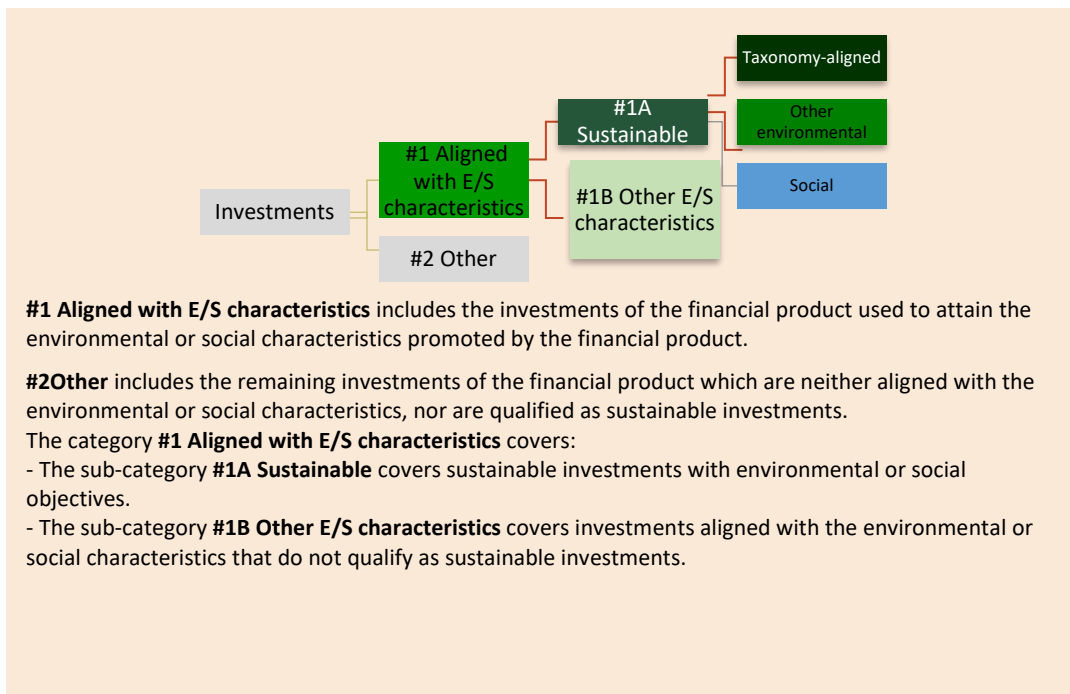 Taxonomy-aligned
#1A
Sustainable
Other
environmental
#1 Aligned
with E/S
characteristics
Social
Investments
#1B Other E/S
characteristics
#2 Other
#1 Aligned with E/S characteristics includes the investments of the financial product used to attain the
environmental or social characteristics promoted by the financial product.
#2Other includes the remaining investments of the financial product which are neither aligned with the
environmental or social characteristics, nor are qualified as sustainable investments.
The category #1 Aligned with E/S characteristics covers:
- The sub-category #1A Sustainable covers sustainable investments with environmental or social
objectives.
- The sub-category #1B Other E/S characteristics covers investments aligned with the environmental or
social characteristics that do not qualify as sustainable investments.